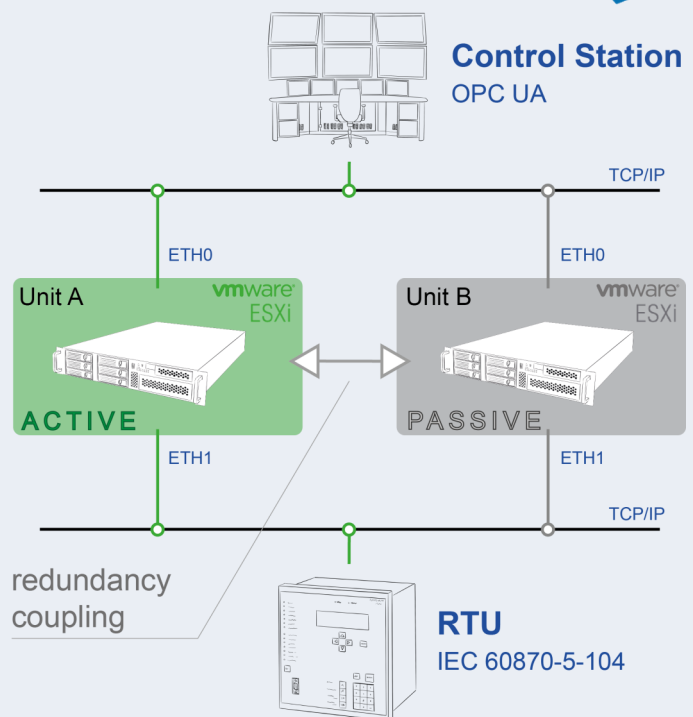 Control Station
OPC UA
TCP/IP
ETH0
ETH0
Unit A
vmware®
ESXi
Unit B
vmware®
ESXi
ACTIVE
PASSIVE
ETH1
ETH1
TCP/IP
redundancy
coupling
RTU
IEC 60870-5-104